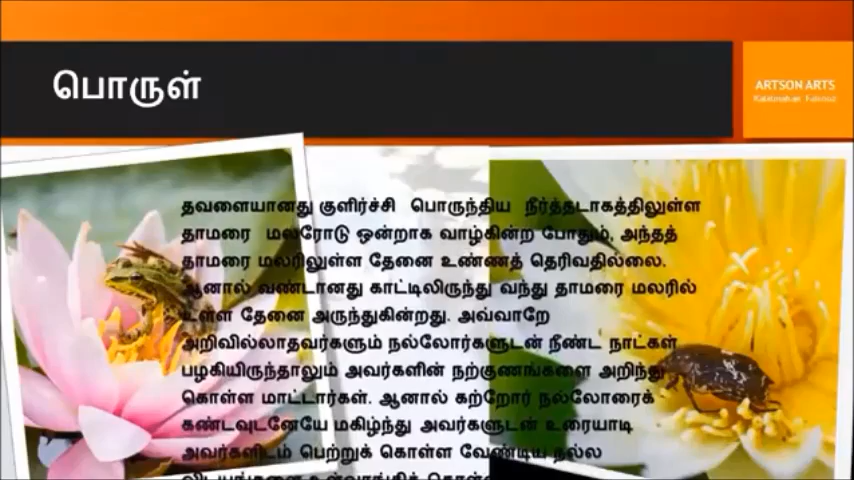 பொருள்
ARTSON ARTS
தவளையானது குளிர்ச்சி பொருந்திய நீர்த்தடாகத்திலுள்ள
தாமரை மலரோடு ஒன்றாக வாழ்கின்ற போதும், அந்தத்
தாமரை மலரிலுள்ள தேனை உண்ணத் தெரிவதில்லை.
ஆனால் வண்டானது காட்டிலிருந்து வந்து தாமரை மலரில்
உள்ள தேனை அருந்துகின்றது. அவ்வாறே
அறிவில்லாதவர்களும் நல்லோர்களுடன் நீண்ட நாட்கள்
பழகியிருந்தாலும் அவர்களின் நற்குணங்களை அறிந்து
கொள்ள மாட்டார்கள். ஆனால் கற்றோர் நல்லோரைக்
கண்டவுடனேயே மகிழ்ந்து அவர்களுடன் உரையாடி
அவர்களிடம் பெற்றுக் கொள்ள வேண்டிய நல்ல